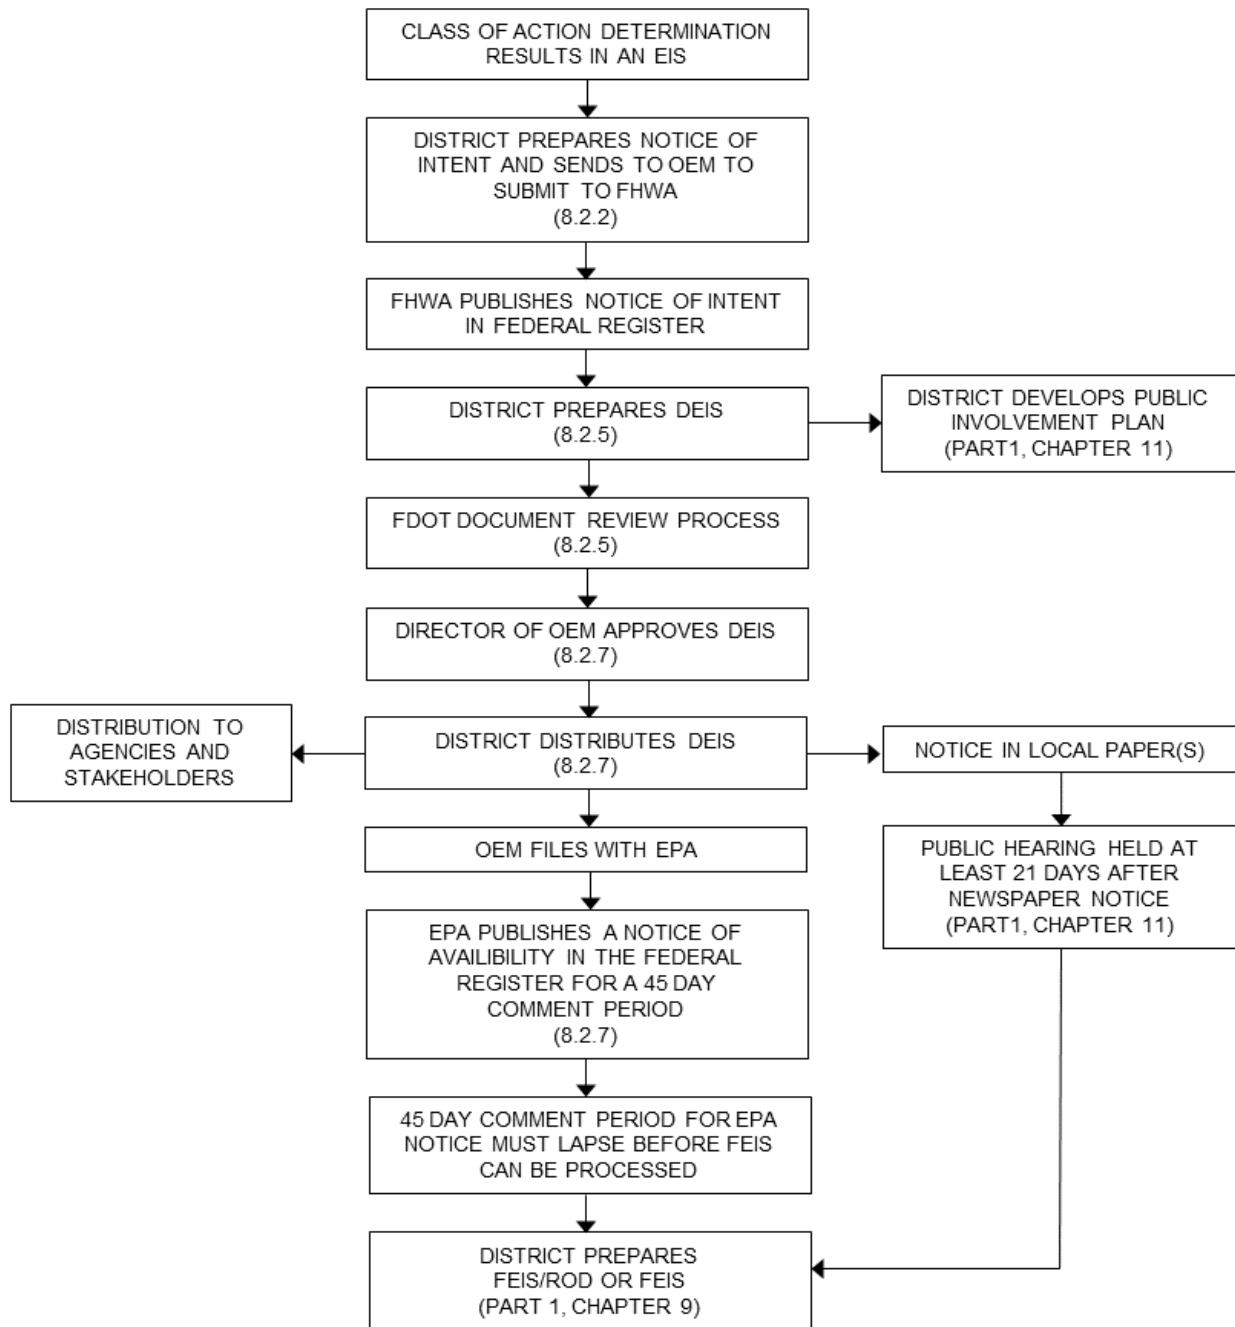 CLASS OF ACTION DETERMINATION
RESULTS IN AN EIS
DISTRICT PREPARES NOTICE OF
INTENT AND SENDS TO OEM TO
SUBMIT TO FHWA
(8.2.2)
FHWA PUBLISHES NOTICE OF INTENT
IN FEDERAL REGISTER
DISTRICT PREPARES DEIS
(8.2.5)
DISTRICT DEVELOPS PUBLIC
INVOLVEMENT PLAN
(PART1, CHAPTER 11)
FDOT DOCUMENT REVIEW PROCESS
(8.2.5)
DIRECTOR OF OEM APPROVES DEIS
(8.2.7)
DISTRIBUTION TO
AGENCIES AND
STAKEHOLDERS
DISTRICT DISTRIBUTES DEIS
(8.2.7)
NOTICE IN LOCAL PAPER(S)
OEM FILES WITH EPA
PUBLIC HEARING HELD AT
LEAST 21 DAYS AFTER
NEWSPAPER NOTICE
(PART1, CHAPTER 11)
EPA PUBLISHES A NOTICE OF
AVAILIBILITY IN THE FEDERAL
REGISTER FOR A 45 DAY
COMMENT PERIOD
(8.2.7)
45 DAY COMMENT PERIOD FOR EPA
NOTICE MUST LAPSE BEFORE FEIS
CAN BE PROCESSED
DISTRICT PREPARES
FEIS/ROD OR FEIS
(PART 1, CHAPTER 9)